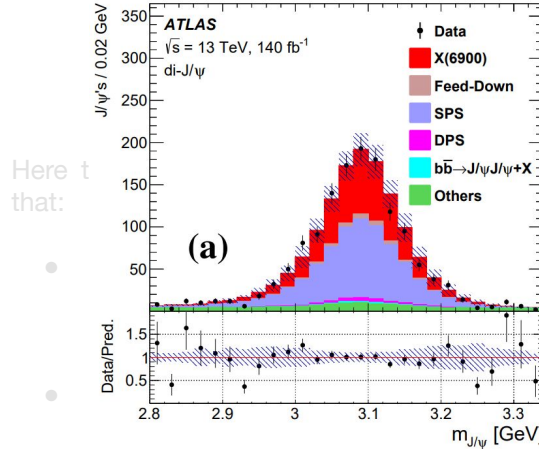 J/ψ's / 0.02 GeV
350
300
250
200
150
100
50
ATLAS
√s = 13 TeV, 140 fb⁻¹
di-J/ψ
Data
X(6900)
Feed-Down
SPS
DPS
bb̅→J/ψJ/ψ+X
Others
Here t
that:
(a)
Data/Pred.
1.5
1
0.5
2.8
2.9
3
3.1
3.2
3.3
m_J/ψ [GeV]